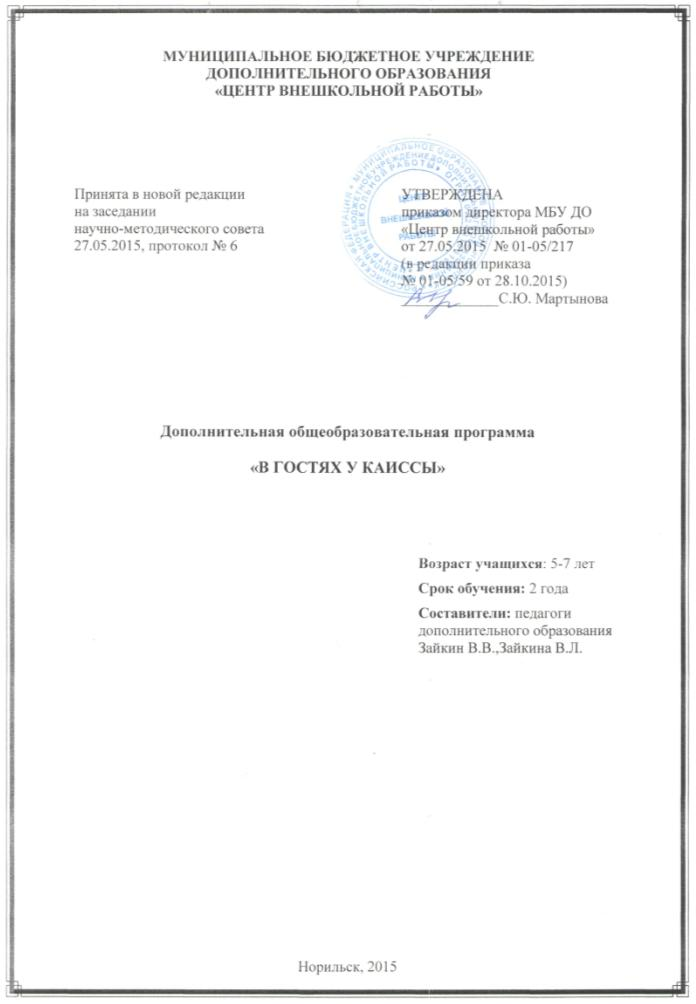 МУНИЦИПАЛЬНОЕ БЮДЖЕТНОЕ УЧРЕЖДЕНИЕ
ДОПОЛНИТЕЛЬНОГО ОБРАЗОВАНИЯ
«ЦЕНТР ВНЕШКОЛЬНОЙ РАБОТЫ»
Принята в новой редакции
на заседании
научно-методического совета
27.05.2015, протокол № 6
УТВЕРЖДЕНА
приказом директора МБУ ДО
«Центр внешкольной работы»
от 27.05.2015 № 01-05/217
(в редакции приказа
№ 01-05/59 от 28.10.2015)
С.Ю. Мартынова
ЦЕНТР
ВНЕШКОЛЬНОЙ
РАБОТЫ
Дополнительная общеобразовательная программа
«В ГОСТЯХ У КАИССЫ»
Возраст учащихся: 5-7 лет
Срок обучения: 2 года
Составители: педагоги
дополнительного образования
Зайкин В.В.,Зайкина В.Л.
Норильск, 2015